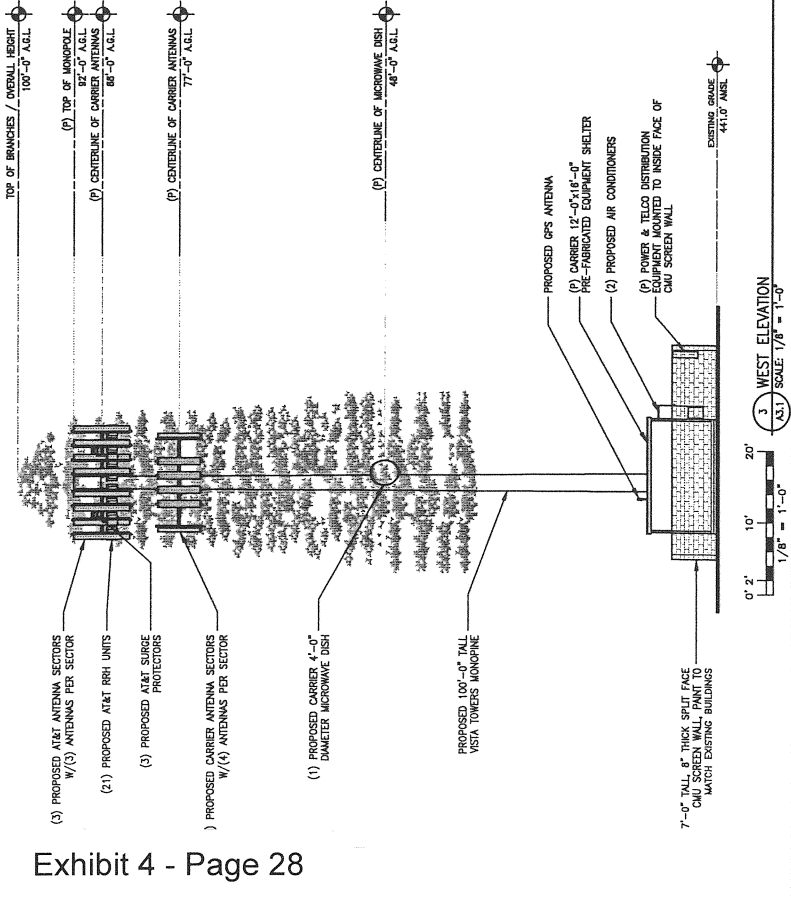 TOP OF BRANCHES / OVERALL HEIGHT
100'-0" A.G.L
(P) TOP OF MONOPOLE
92'-0" A.G.L
(P) CENTERLINE OF CARRIER ANTENNAS
88'-0" A.G.L
(P) CENTERLINE OF CARRIER ANTENNAS
77'-0" A.G.L
(P) CENTERLINE OF MICROWAVE DISH
48'-0" A.G.L
EXISTING GRADE
441.0' AMSL
PROPOSED GPS ANTENNA
(P) CARRIER 12'-0"x16'-0"
PRE-FABRICATED EQUIPMENT SHELTER
(2) PROPOSED AIR CONDITIONERS
(P) POWER & TELCO DISTRIBUTION
EQUIPMENT MOUNTED TO INSIDE FACE OF
CMU SCREEN WALL
(3) PROPOSED AT&T ANTENNA SECTORS
W/(3) ANTENNAS PER SECTOR
(21) PROPOSED AT&T RRH UNITS
(3) PROPOSED AT&T SURGE
PROTECTORS
) PROPOSED CARRIER ANTENNA SECTORS
W/(4) ANTENNAS PER SECTOR
(1) PROPOSED CARRIER 4'-0"
DIAMETER MICROWAVE DISH
PROPOSED 100'-0" TALL
VISTA TOWERS MONOPINE
7'-0" TALL, 8" THICK SPLIT FACE
CMU SCREEN WALL, PAINT TO
MATCH EXISTING BUILDINGS
0' 2' 10' 20'
1/8" = 1'-0"
3
A3.1
WEST ELEVATION
SCALE: 1/8" = 1'-0"
Exhibit 4 - Page 28